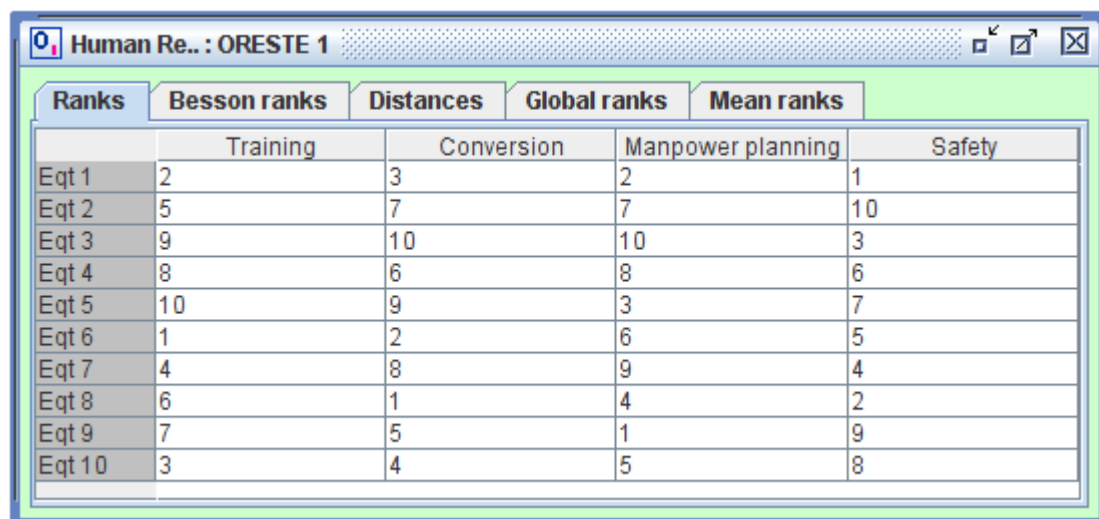 Human Re.. : ORESTE 1
Ranks Besson ranks Distances Global ranks Mean ranks
Training Conversion Manpower planning Safety
Eqt 1 2 3 2 1
Eqt 2 5 7 7 10
Eqt 3 9 10 10 3
Eqt 4 8 6 8 6
Eqt 5 10 9 3 7
Eqt 6 1 2 6 5
Eqt 7 4 8 9 4
Eqt 8 6 1 4 2
Eqt 9 7 5 1 9
Eqt 10 3 4 5 8